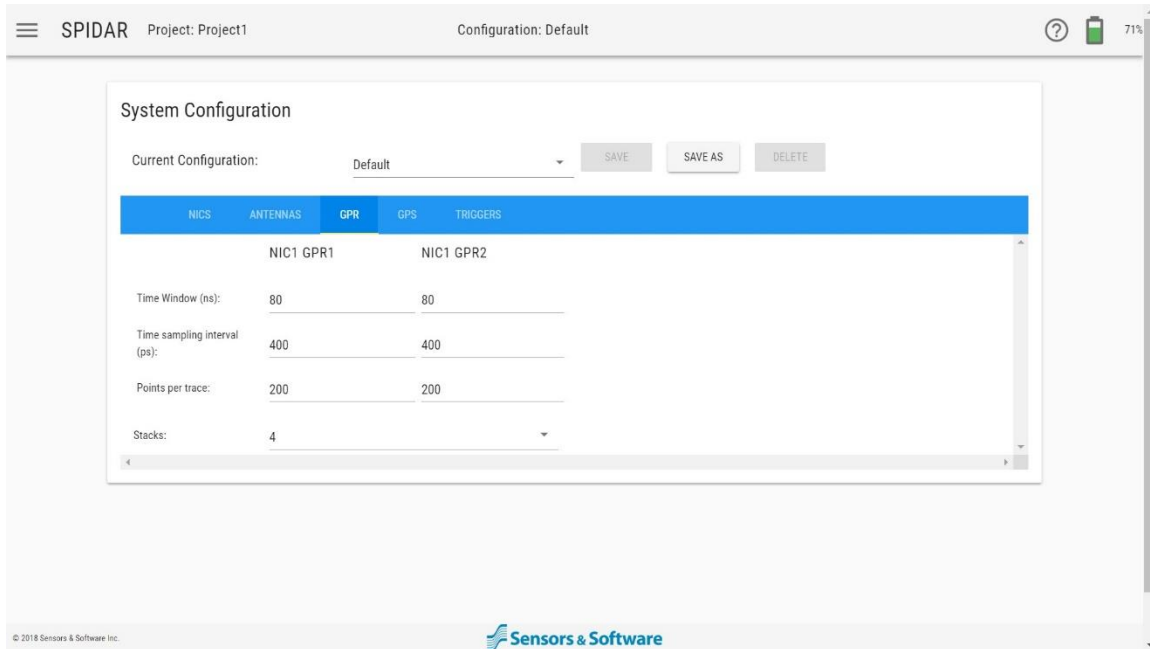 SPIDAR Project: Project1 Configuration: Default 71%
System Configuration
Current Configuration: Default SAVE SAVE AS DELETE
NICS ANTENNAS GPR GPS TRIGGERS
NIC1 GPR1 NIC1 GPR2
Time Window (ns): 80 80
Time sampling interval
(ps): 400 400
Points per trace: 200 200
Stacks: 4
© 2018 Sensors & Software Inc. Sensors & Software